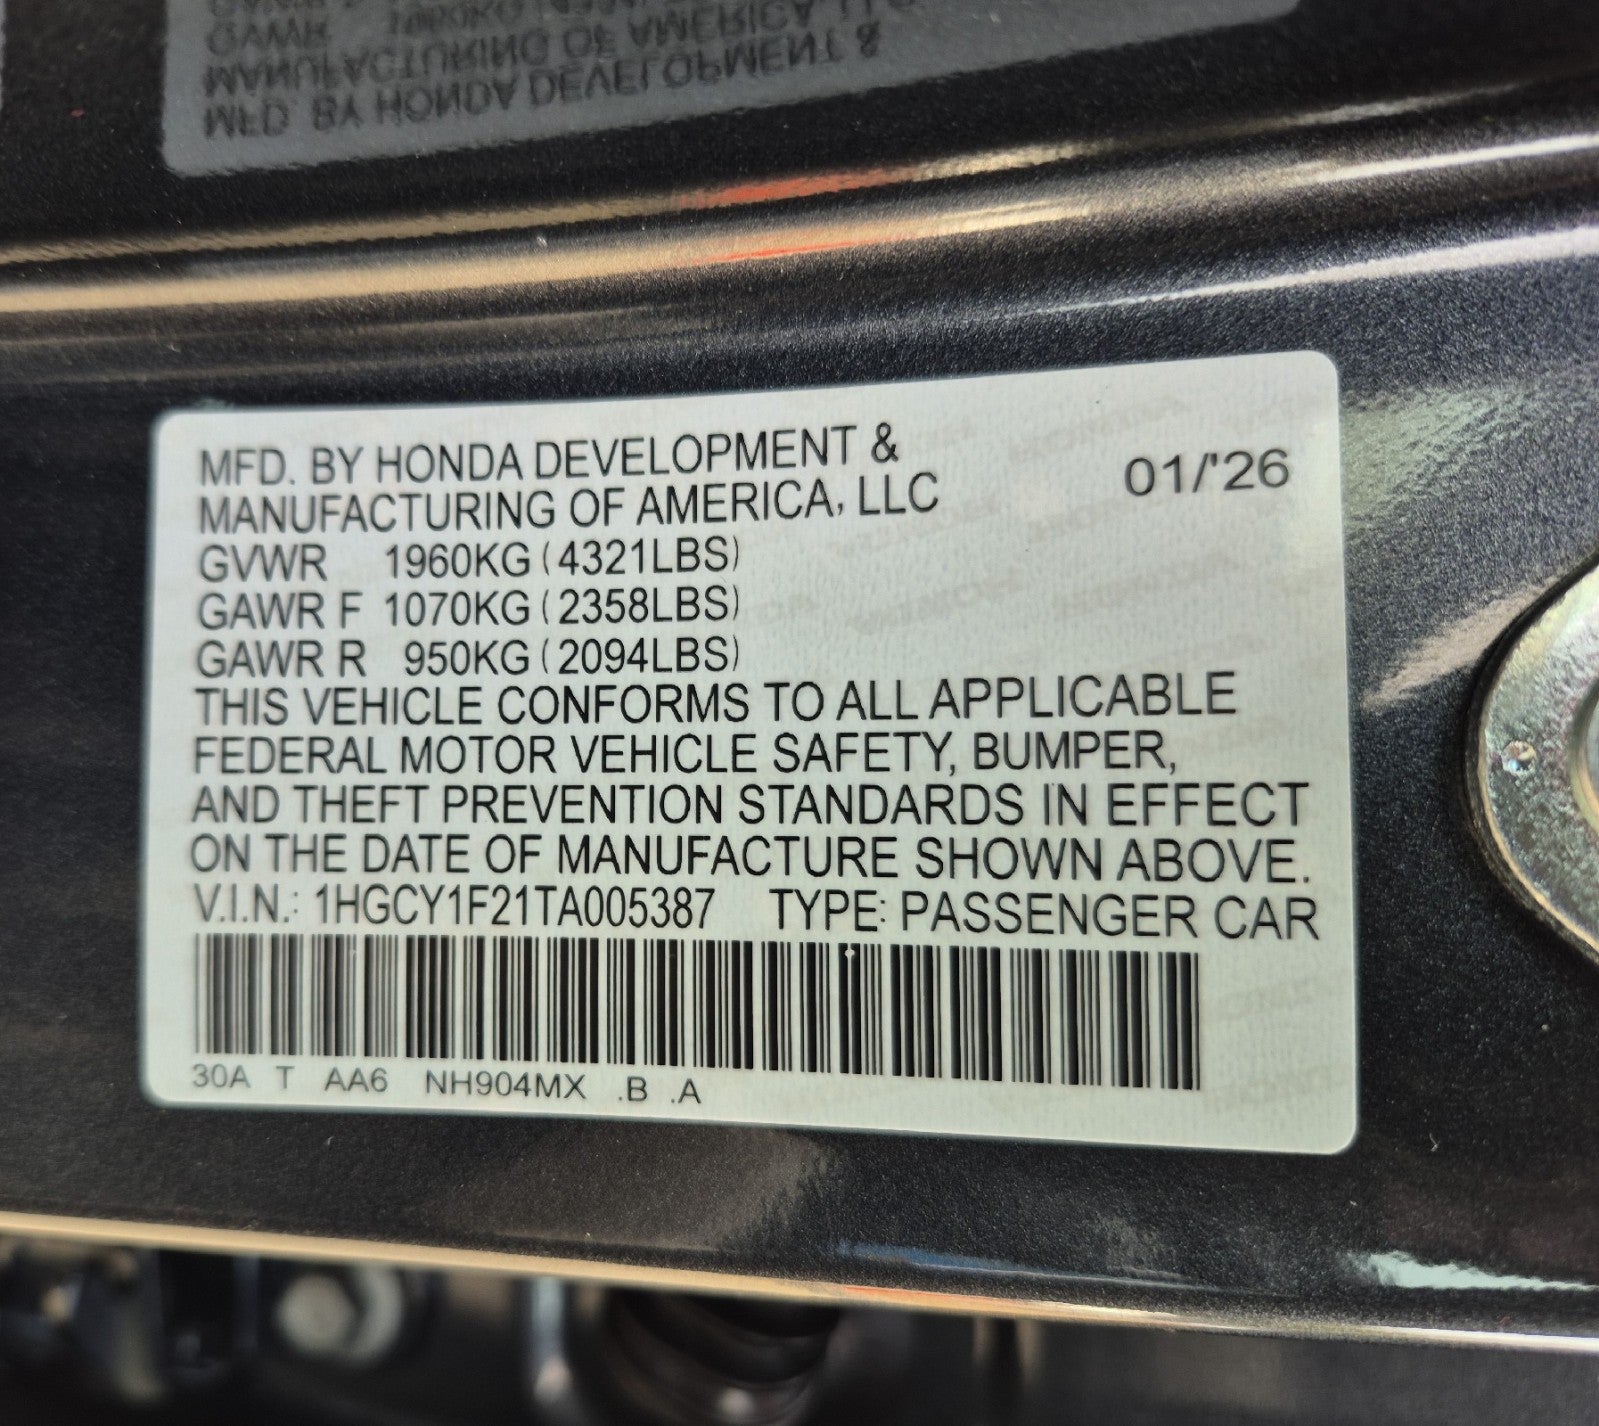 MFD. BY HONDA DEVELOPMENT &
MANUFACTURING OF AMERICA, LLC
01/'26
GVWR 1960KG (4321LBS)
GAWR F 1070KG (2358LBS)
GAWR R 950KG (2094LBS)
THIS VEHICLE CONFORMS TO ALL APPLICABLE
FEDERAL MOTOR VEHICLE SAFETY, BUMPER,
AND THEFT PREVENTION STANDARDS IN EFFECT
ON THE DATE OF MANUFACTURE SHOWN ABOVE.
V.I.N.: 1HGCY1F21TA005387 TYPE: PASSENGER CAR
30A T AA6 NH904MX .B .A